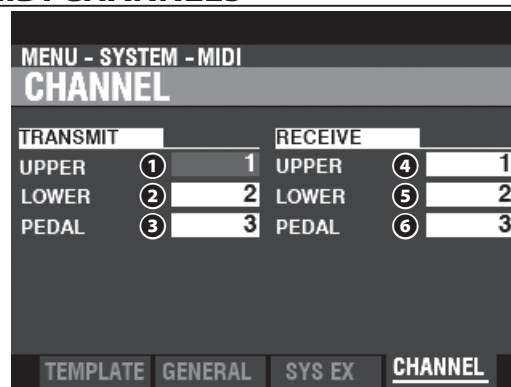 MENU - SYSTEM - MIDI
CHANNEL
TRANSMIT
UPPER ① 1
LOWER ② 2
PEDAL ③ 3
RECEIVE
UPPER ④ 1
LOWER ⑤ 2
PEDAL ⑥ 3
TEMPLATE GENERAL SYS EX CHANNEL